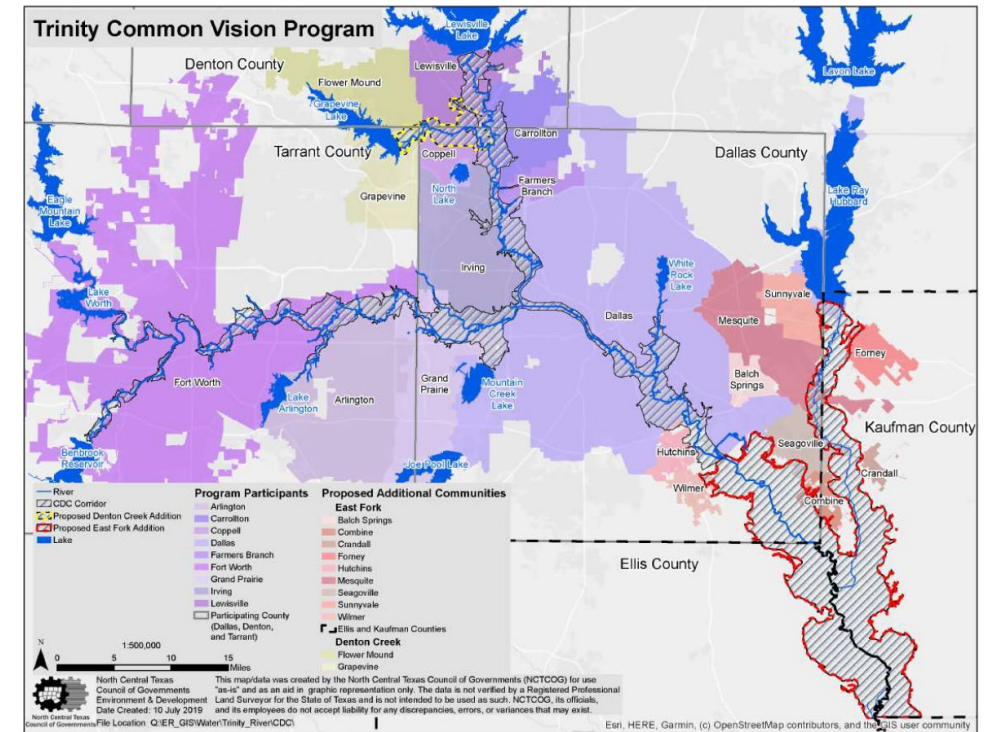 Trinity Common Vision Program
Lewisville
Lake
Denton County
Lewisville
Flower Mound
Lavon Lake
Grapevine
Lake
Carrollton
Tarrant County
Coppell
Dallas County
North
Lake
Farmers
Branch
Grapevine
Lake Ray
Hubbard
Eagle
Mountain
Lake
Irving
White
Rock
Lake
Lake
Worth
Sunnyvale
Dallas
Mesquite
Forney
Fort Worth
Grand
Prairie
Mountain
Creek
Lake
Balch
Springs
Lake
Arlington
Arlington
Kaufman County
Seagoville
Hutchins
Benbrook
Reservoir
Joe Pool Lake
Crandall
Wilmer
Combine
Ellis County
River
CDC Corridor
Proposed Denton Creek Addition
Proposed East Fork Addition
Lake
Program Participants
Arlington
Carrollton
Coppell
Dallas
Farmers Branch
Fort Worth
Grand Prairie
Irving
Lewisville
Participating County
(Dallas, Denton,
and Tarrant)
Proposed Additional Communities
East Fork
Balch Springs
Combine
Crandall
Forney
Hutchins
Mesquite
Seagoville
Sunnyvale
Wilmer
Ellis and Kaufman Counties
Denton Creek
Flower Mound
Grapevine
N
1:500,000
0 5 10 15
Miles
North Central Texas
Council of Governments
North Central Texas
Council of Governments
Environment & Development
Date Created: 10 July 2019
File Location Q:\ER_GIS\Water\Trinity_River\CDC\
This map/data was created by the North Central Texas Council of Governments (NCTCOG) for use
"as-is" and as an aid in graphic representation only. The data is not verified by a Registered Professional
Land Surveyor for the State of Texas and is not intended to be used as such. NCTCOG, its officials,
and its employees do not accept liability for any discrepancies, errors, or variances that may exist.
Esri, HERE, Garmin, (c) OpenStreetMap contributors, and the GIS user community